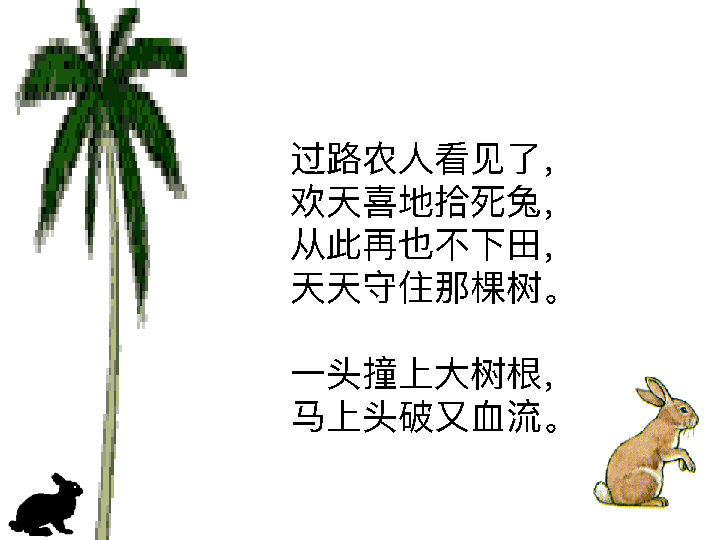 过路农人看见了，
欢天喜地拾死兔，
从此再也不下田，
天天守住那棵树。
一头撞上大树根，
马上头破又血流。